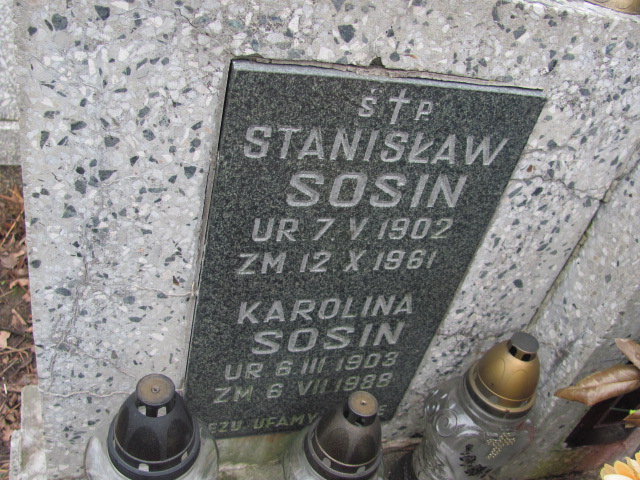 Ś † P
STANISŁAW
SOSIN
UR 7 V 1902
ZM 12 X 1961
KAROLINA
SOSIN
UR 6 III 1903
ZM 6 VII 1988
EZU UFAMY